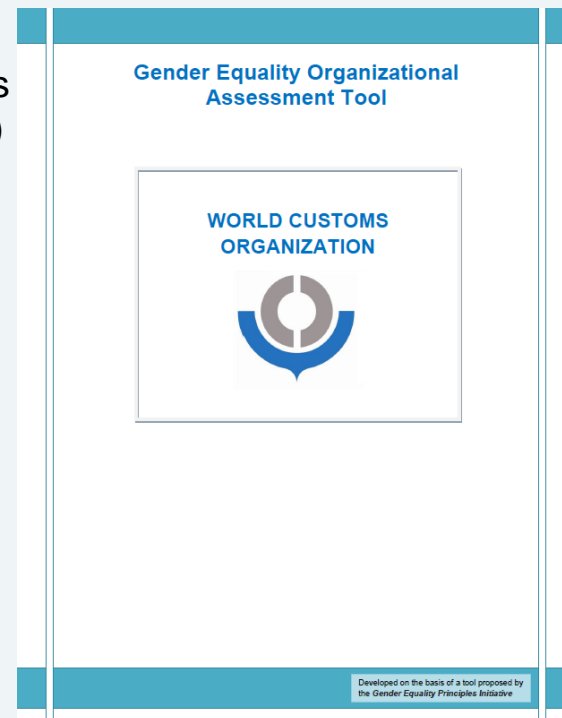 s
)
Gender Equality Organizational
Assessment Tool
WORLD CUSTOMS
ORGANIZATION
Developed on the basis of a tool proposed by
the Gender Equality Principles Initiative